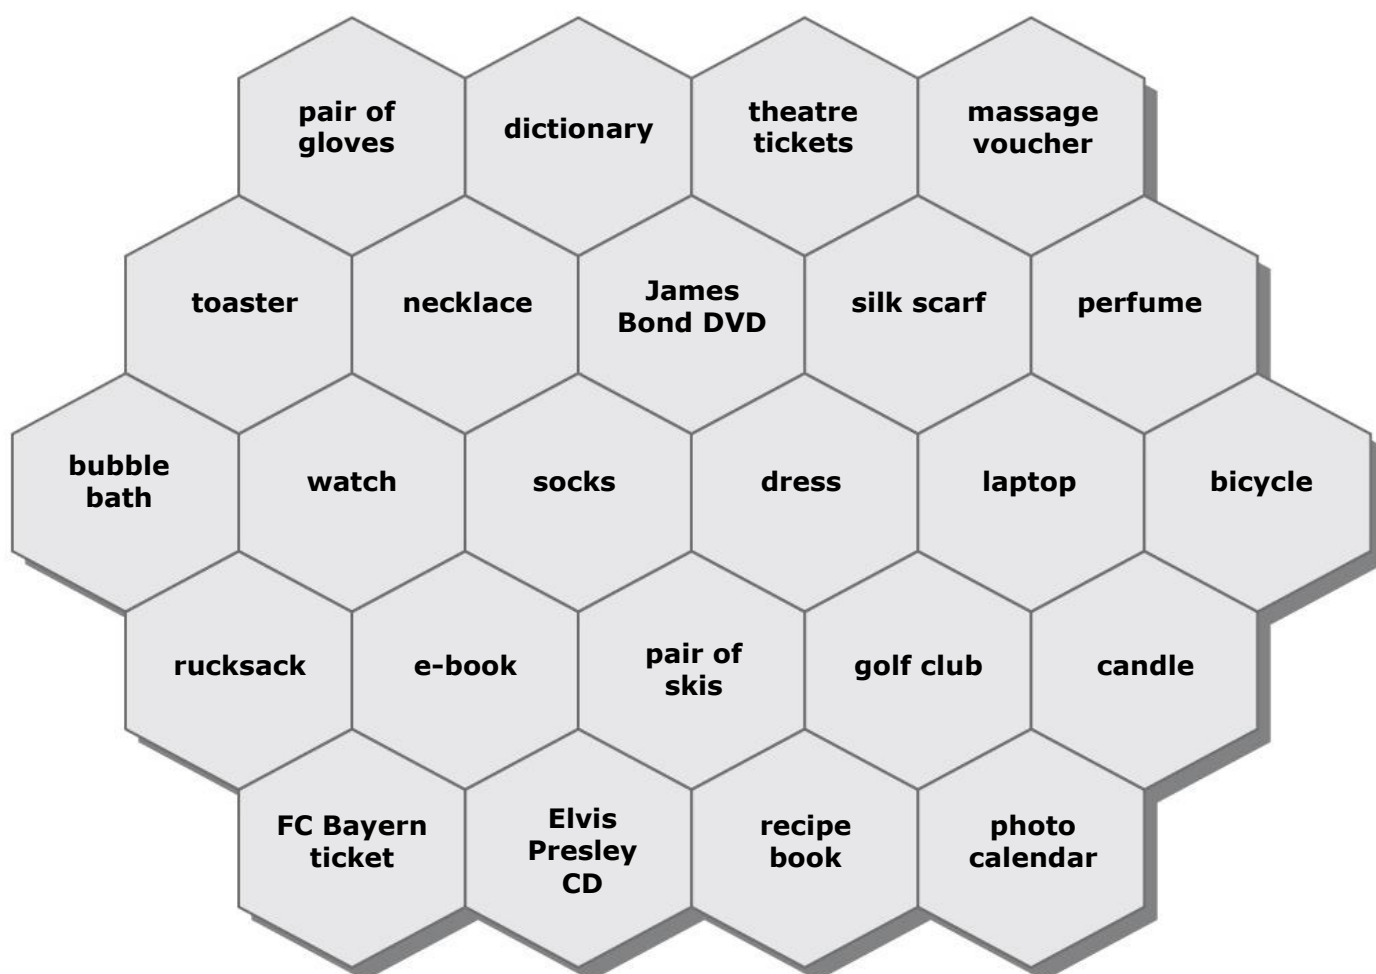 pair of
gloves
dictionary
theatre
tickets
massage
voucher
toaster
necklace
James
Bond DVD
silk scarf
perfume
bubble
bath
watch
socks
dress
laptop
bicycle
rucksack
e-book
pair of
skis
golf club
candle
FC Bayern
ticket
Elvis
Presley
CD
recipe
book
photo
calendar